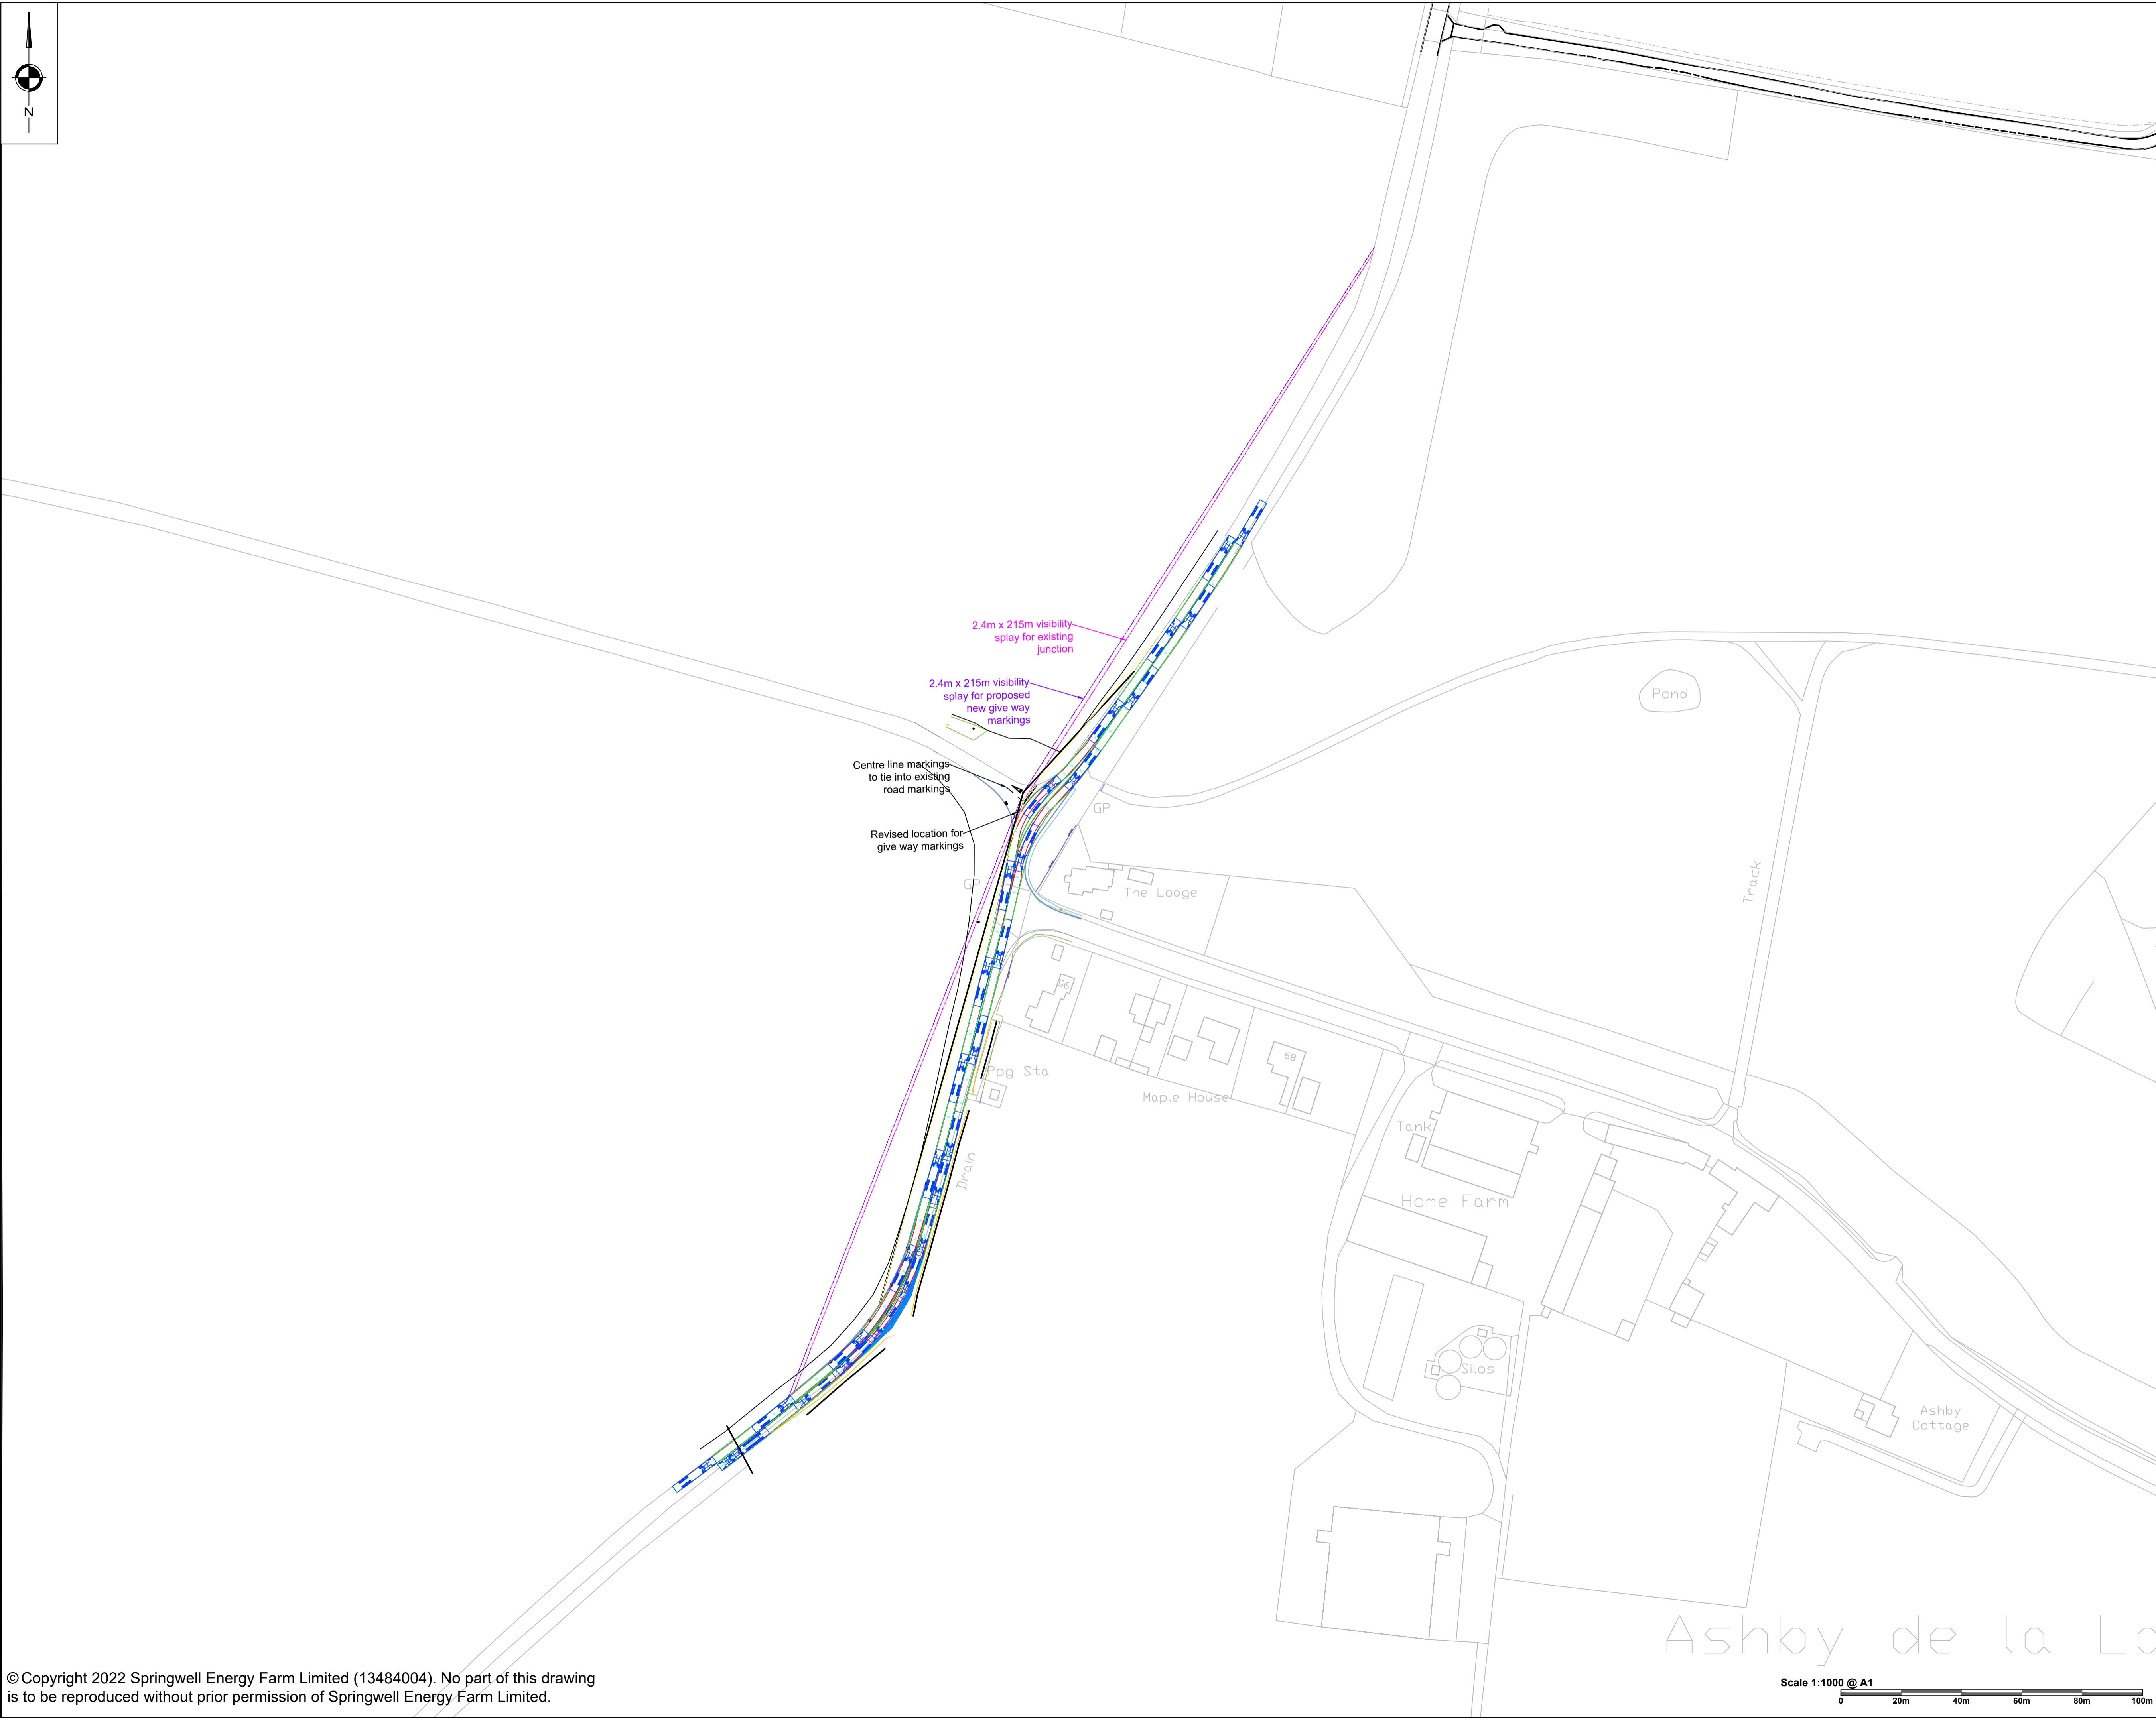 N
2.4m x 215m visibility
splay for existing
junction
2.4m x 215m visibility
splay for proposed
new give way
markings
Pond
Centre line markings
to tie into existing
road markings
Revised location for
give way markings
GP
GP
The Lodge
Track
95
Ppg Sta
Maple House
68
Tank
Drain
Home Farm
Silos
Ashby
Cottage
Ashby de la La
© Copyright 2022 Springwell Energy Farm Limited (13484004). No part of this drawing
is to be reproduced without prior permission of Springwell Energy Farm Limited.
Scale 1:1000 @ A1
0 20m 40m 60m 80m 100m